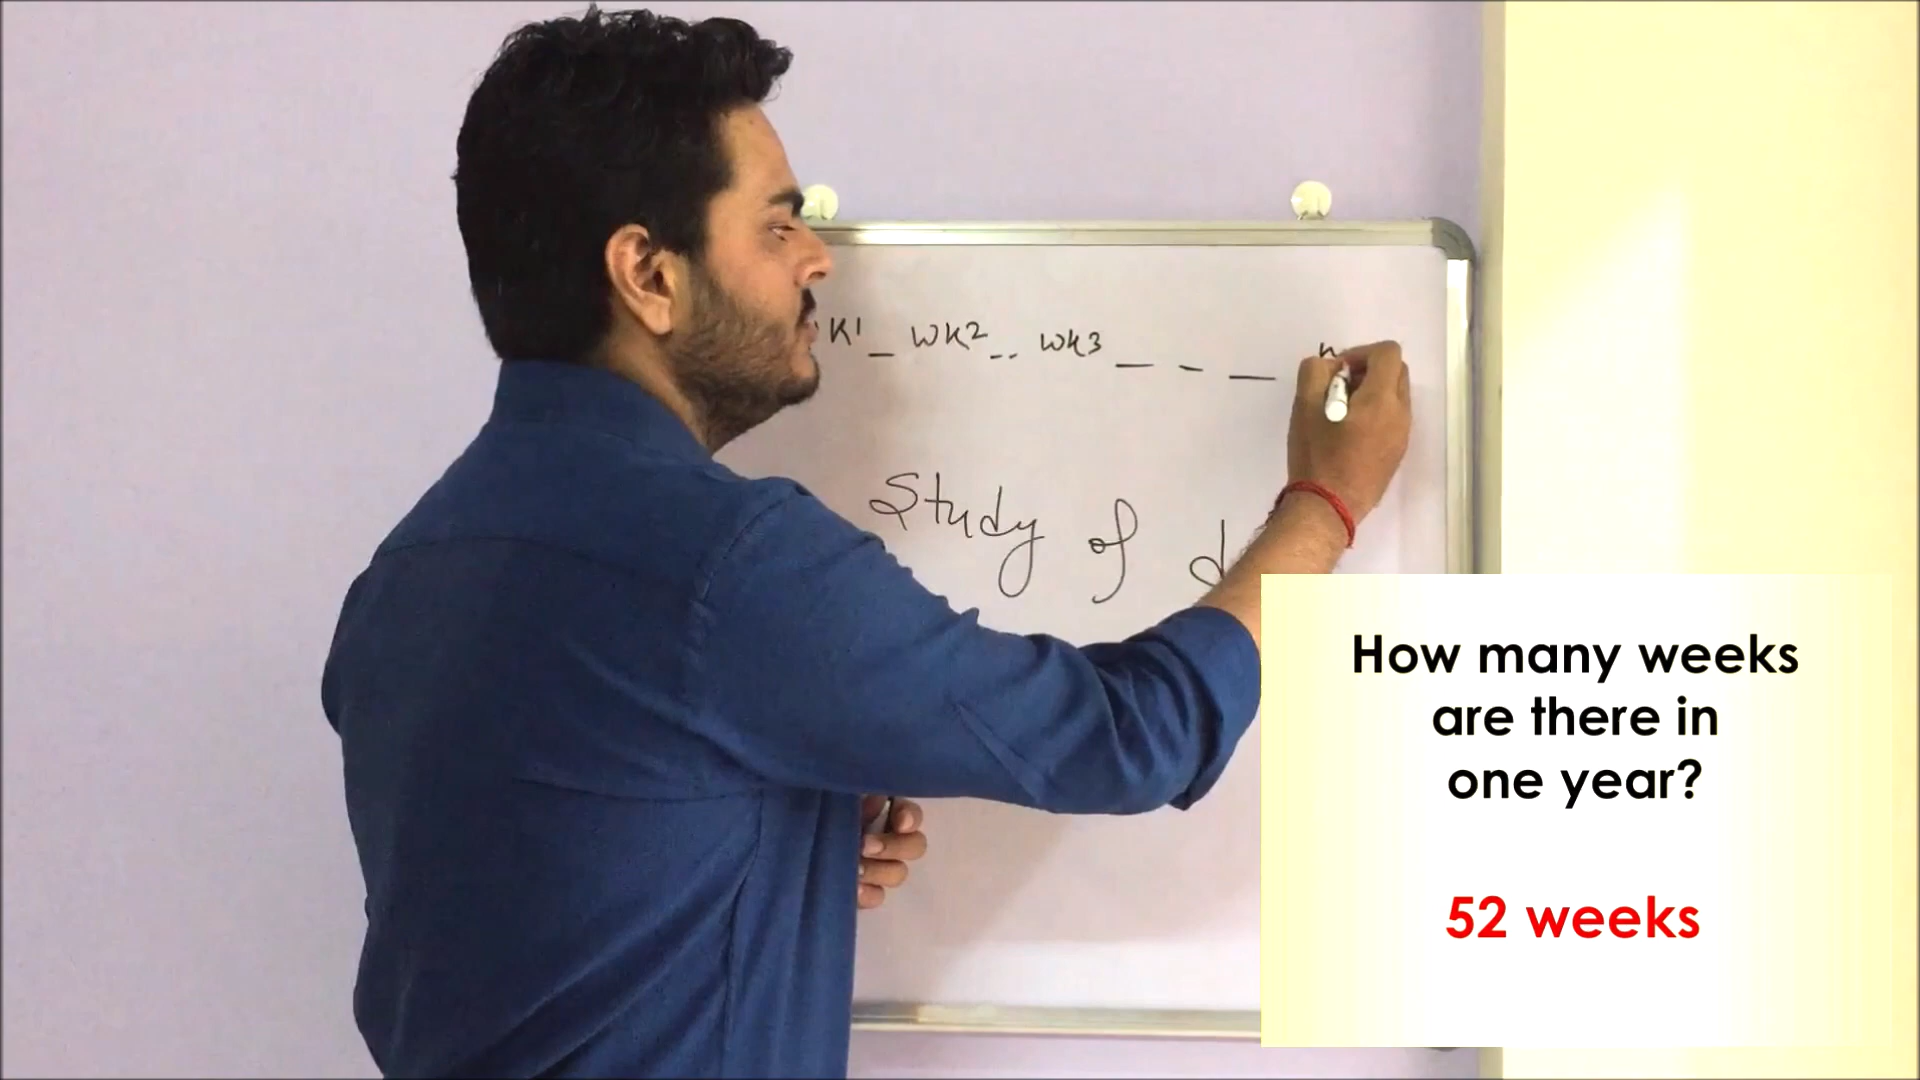 K1 _ WK2 -- WK3 _ - _
Study of d
How many weeks
are there in
one year?
52 weeks